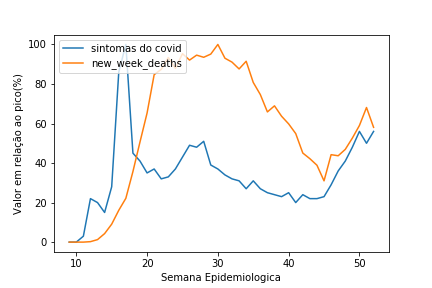 sintomas do covid
new_week_deaths
100
80
60
40
20
0
Valor em relação ao pico(%)
10
20
30
40
50
Semana Epidemiologica